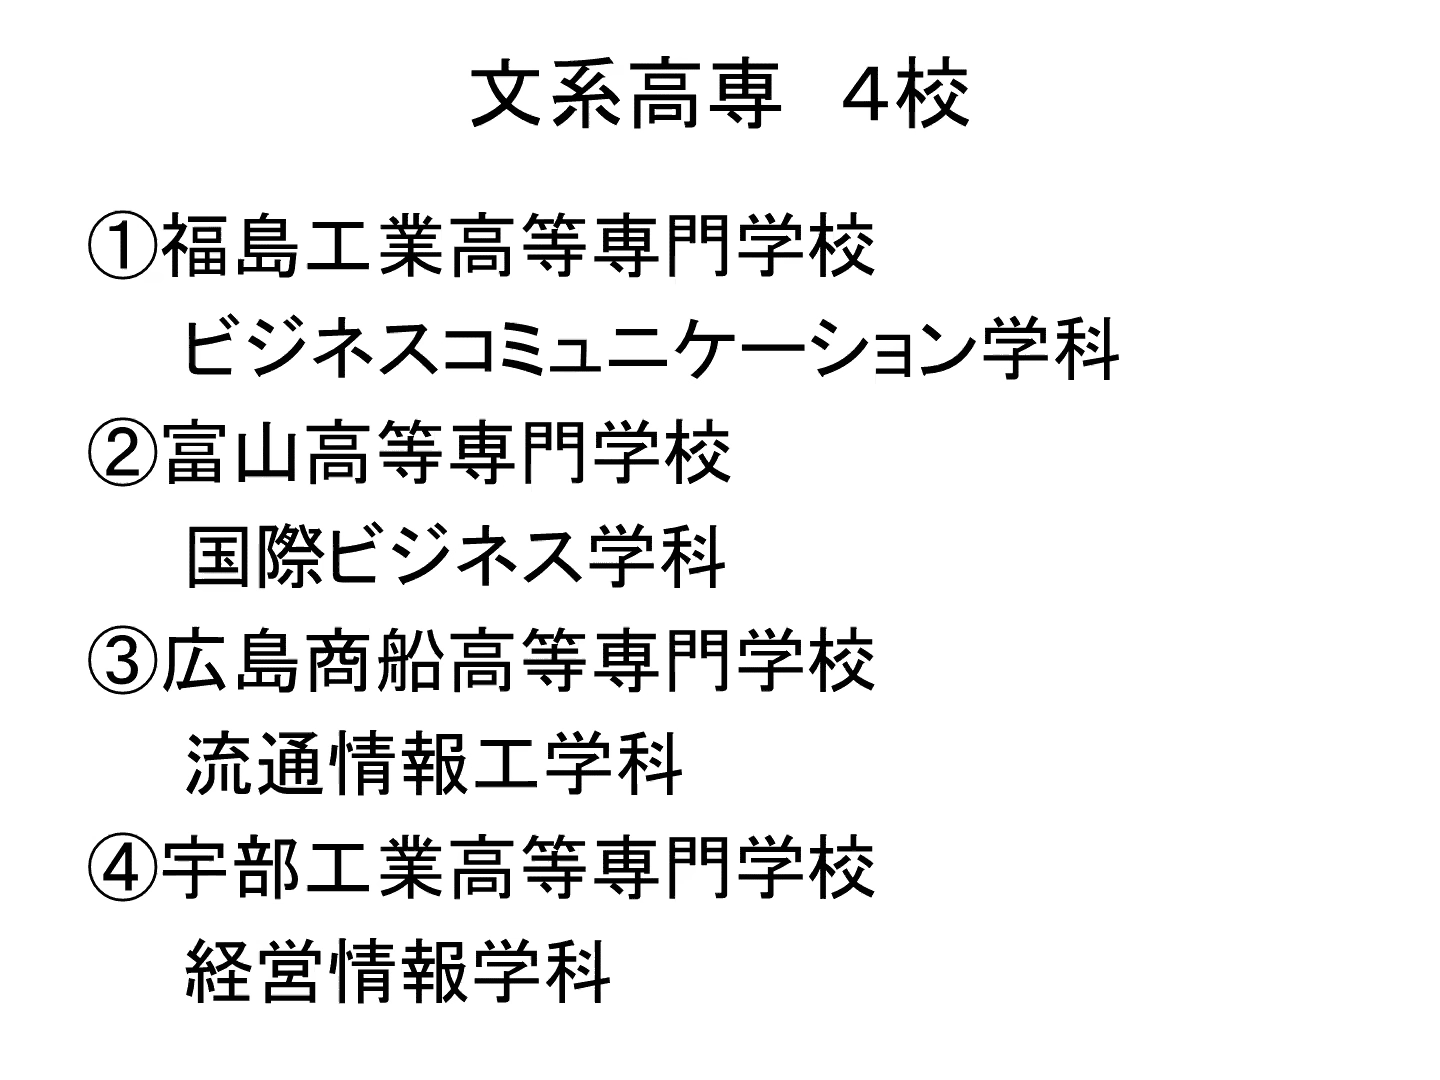 文系高専　４校
①福島工業高等専門学校
ビジネスコミュニケーション学科
②富山高等専門学校
国際ビジネス学科
③広島商船高等専門学校
流通情報工学科
④宇部工業高等専門学校
経営情報学科